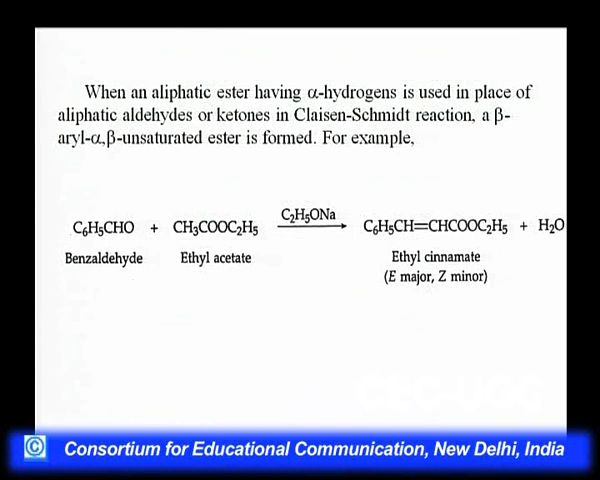 When an aliphatic ester having α-hydrogens is used in place of
aliphatic aldehydes or ketones in Claisen-Schmidt reaction, a β-
aryl-α,β-unsaturated ester is formed. For example,
C₂H₅ONa
C₆H₅CHO + CH₃COOC₂H₅ → C₆H₅CH=CHCOOC₂H₅ + H₂O
Benzaldehyde Ethyl acetate Ethyl cinnamate
(E major, Z minor)
CEC-UGC
© Consortium for Educational Communication, New Delhi, India